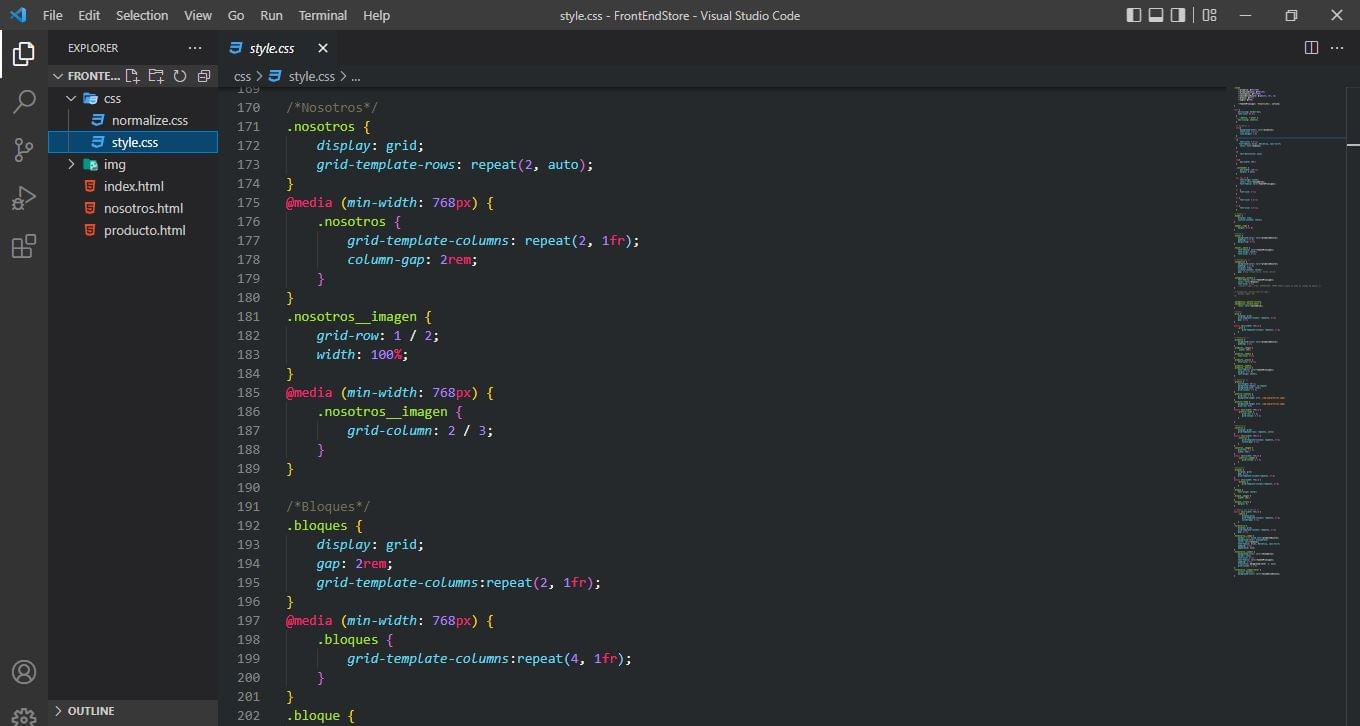 File Edit Selection View Go Run Terminal Help
style.css - FrontEndStore - Visual Studio Code
EXPLORER ...
style.css
FRONTE...
css > style.css > ...
css
normalize.css
style.css
img
index.html
nosotros.html
producto.html
OUTLINE
169
170 /*Nosotros*/
171 .nosotros {
172     display: grid;
173     grid-template-rows: repeat(2, auto);
174 }
175 @media (min-width: 768px) {
176     .nosotros {
177         grid-template-columns: repeat(2, 1fr);
178         column-gap: 2rem;
179     }
180 }
181 .nosotros__imagen {
182     grid-row: 1 / 2;
183     width: 100%;
184 }
185 @media (min-width: 768px) {
186     .nosotros__imagen {
187         grid-column: 2 / 3;
188     }
189 }
190
191 /*Bloques*/
192 .bloques {
193     display: grid;
194     gap: 2rem;
195     grid-template-columns:repeat(2, 1fr);
196 }
197 @media (min-width: 768px) {
198     .bloques {
199         grid-template-columns:repeat(4, 1fr);
200     }
201 }
202 .bloque {